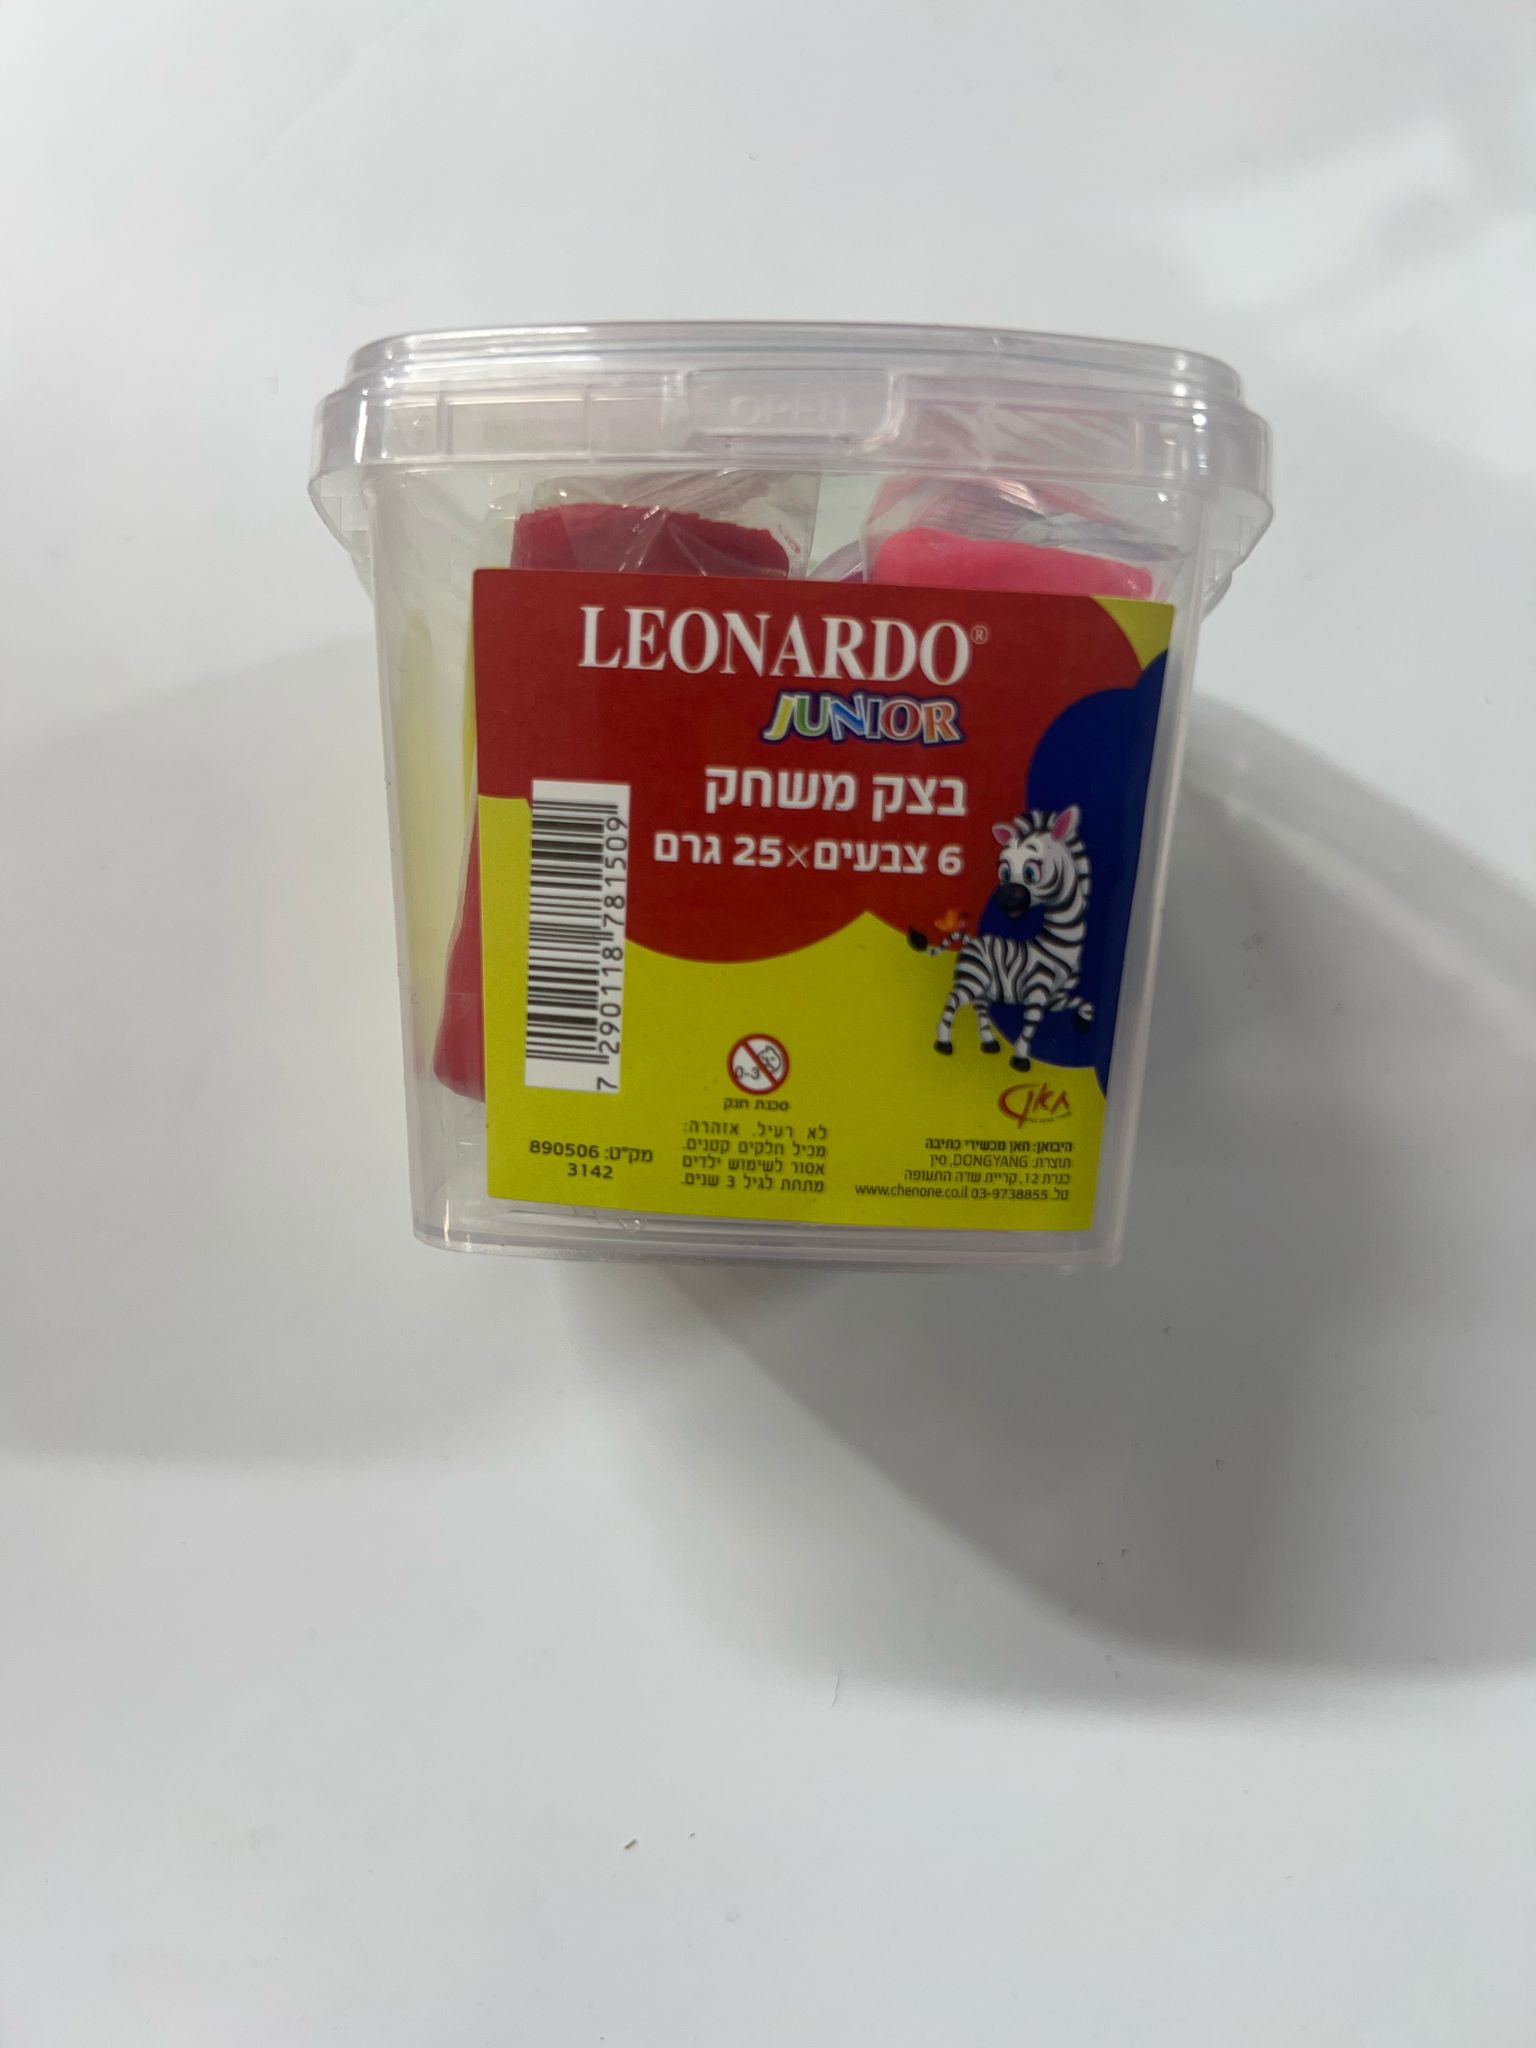 OPEN
LEONARDO®
JUNIOR
בצק משחק
6 צבעים×25 גרם
7 290118 781509
0-3
סכנת חנק
לא רעיל. אזהרה:
מכיל חלקים קטנים.
אסור לשימוש ילדים
מתחת לגיל 3 שנים.
מק"ט: 890506
3142
חאן
היבואן: חאן מכשירי כתיבה
תוצרת: DONGYANG, סין
כנרת 12, קריית שדה התעופה
טל. 03-9738855 www.chenone.co.il